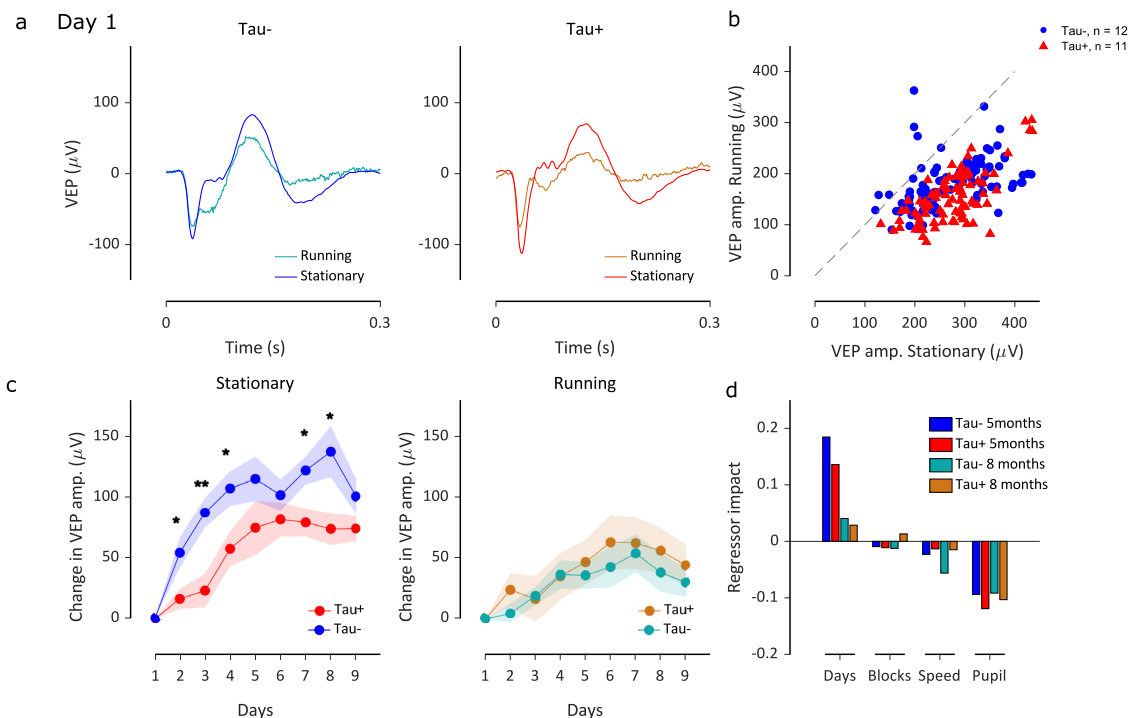 a Day 1
Tau-
Tau+
VEP (µV)
100
0
-100
Running
Stationary
0
0.3
Time (s)
Running
Stationary
0
0.3
Time (s)
b
Tau-, n = 12
Tau+, n = 11
VEP amp. Running (µV)
400
300
200
100
0
0
100
200
300
400
VEP amp. Stationary (µV)
c
Stationary
Change in VEP amp. (µV)
150
100
50
0
*
**
*
*
*
Tau+
Tau-
1 2 3 4 5 6 7 8 9
Days
Running
Change in VEP amp. (µV)
150
100
50
0
Tau+
Tau-
1 2 3 4 5 6 7 8 9
Days
d
Regressor impact
0.2
0.1
0
-0.1
-0.2
Tau- 5months
Tau+ 5months
Tau- 8 months
Tau+ 8 months
Days Blocks Speed Pupil